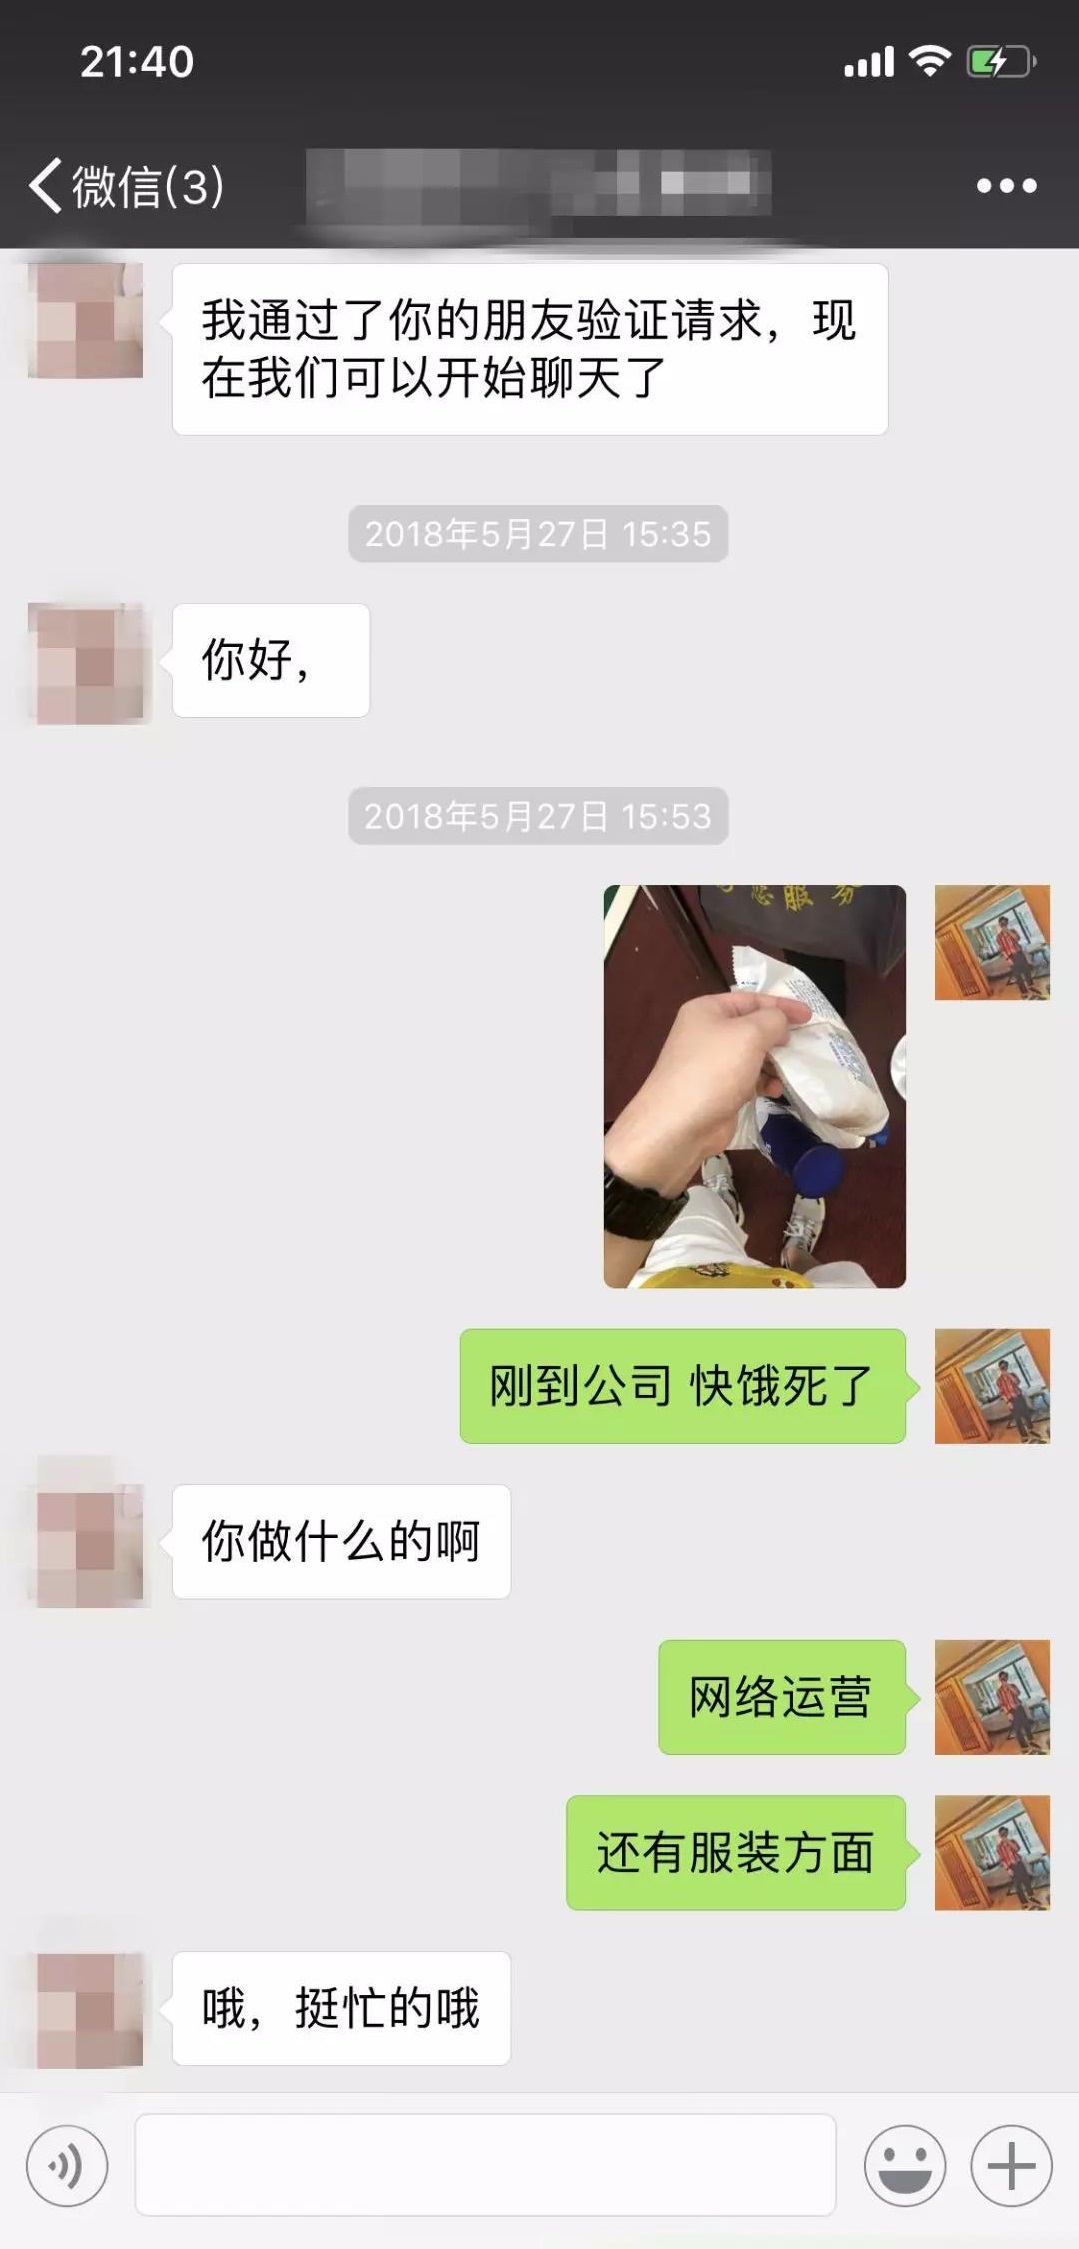 21:40
微信(3)
我通过了你的朋友验证请求，现
在我们可以开始聊天了
2018年5月27日 15:35
你好，
2018年5月27日 15:53
服务
刚到公司 快饿死了
你做什么的啊
网络运营
还有服装方面
哦，挺忙的哦